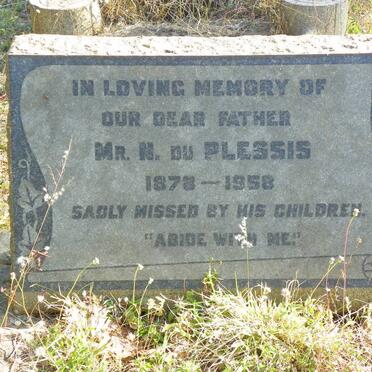 IN LOVING MEMORY OF
OUR DEAR FATHER
MR. N. DU PLESSIS
1878 — 1958
SADLY MISSED BY HIS CHILDREN.
"ABIDE WITH ME."